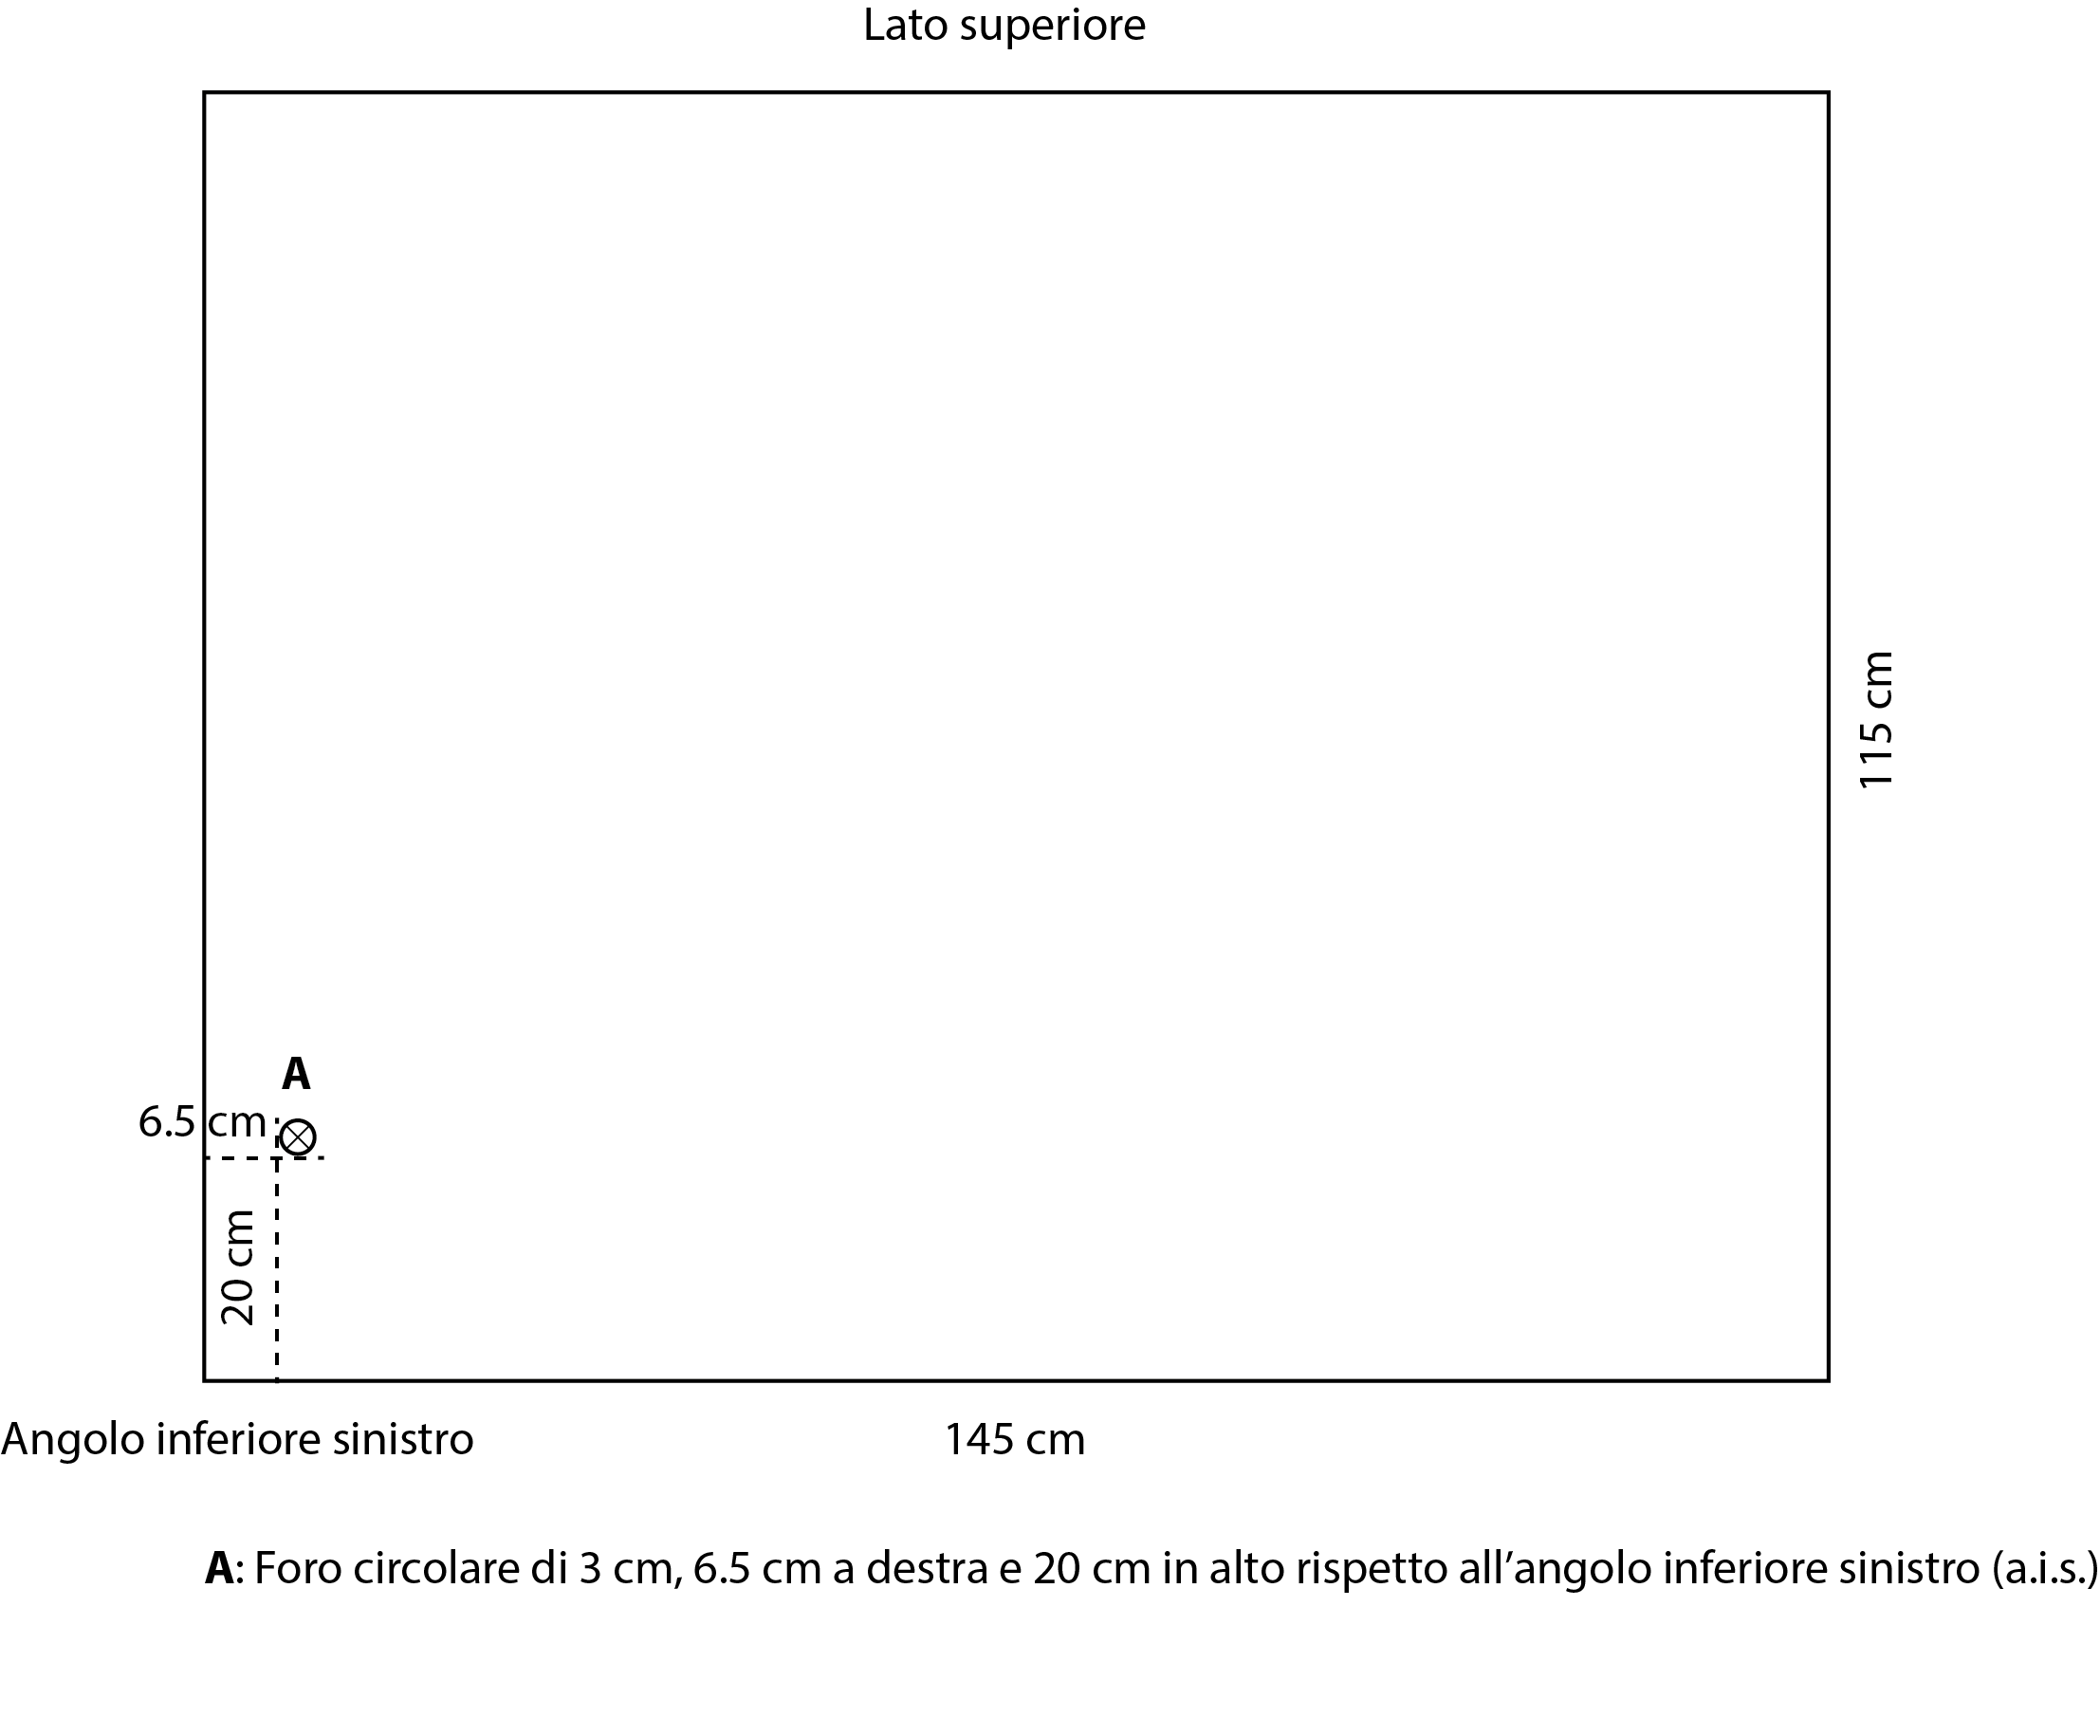 Lato superiore
115 cm
A
6.5 cm
20 cm
Angolo inferiore sinistro
145 cm
A: Foro circolare di 3 cm, 6.5 cm a destra e 20 cm in alto rispetto all’angolo inferiore sinistro (a.i.s.)